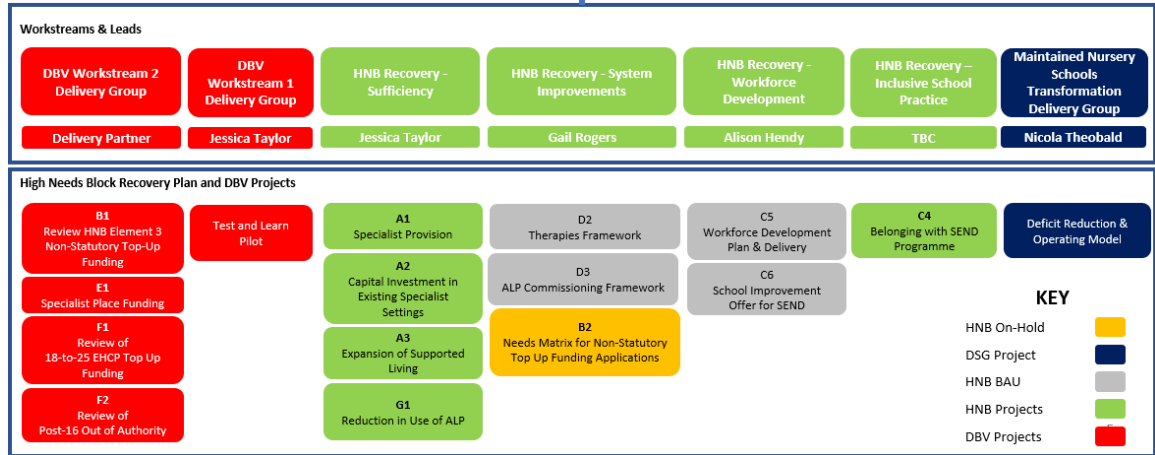 Workstreams & Leads
DBV Workstream 2
Delivery Group
DBV
Workstream 1
Delivery Group
HNB Recovery -
Sufficiency
HNB Recovery - System
Improvements
HNB Recovery -
Workforce
Development
HNB Recovery –
Inclusive School
Practice
Maintained Nursery
Schools
Transformation
Delivery Group
Delivery Partner
Jessica Taylor
Jessica Taylor
Gail Rogers
Alison Hendy
TBC
Nicola Theobald
High Needs Block Recovery Plan and DBV Projects
B1
Review HNB Element 3
Non-Statutory Top-Up
Funding
E1
Specialist Place Funding
F1
Review of
18-to-25 EHCP Top Up
Funding
F2
Review of
Post-16 Out of Authority
Test and Learn
Pilot
A1
Specialist Provision
A2
Capital Investment in
Existing Specialist
Settings
A3
Expansion of Supported
Living
G1
Reduction in Use of ALP
D2
Therapies Framework
D3
ALP Commissioning Framework
B2
Needs Matrix for Non-Statutory
Top Up Funding Applications
C5
Workforce Development
Plan & Delivery
C6
School Improvement
Offer for SEND
C4
Belonging with SEND
Programme
Deficit Reduction &
Operating Model
KEY
HNB On-Hold
DSG Project
HNB BAU
HNB Projects
DBV Projects